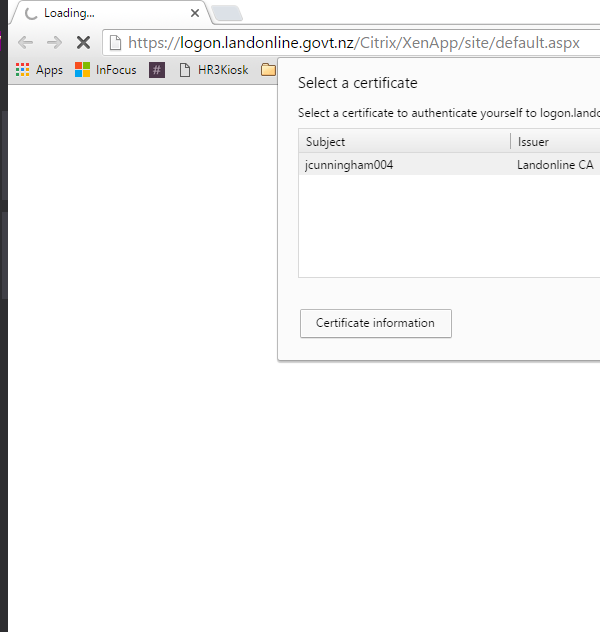 Loading...
https://logon.landonline.govt.nz/Citrix/XenApp/site/default.aspx
Apps InFocus # HR3Kiosk
Select a certificate
Select a certificate to authenticate yourself to logon.lando
Subject Issuer
jcunningham004 Landonline CA
Certificate information